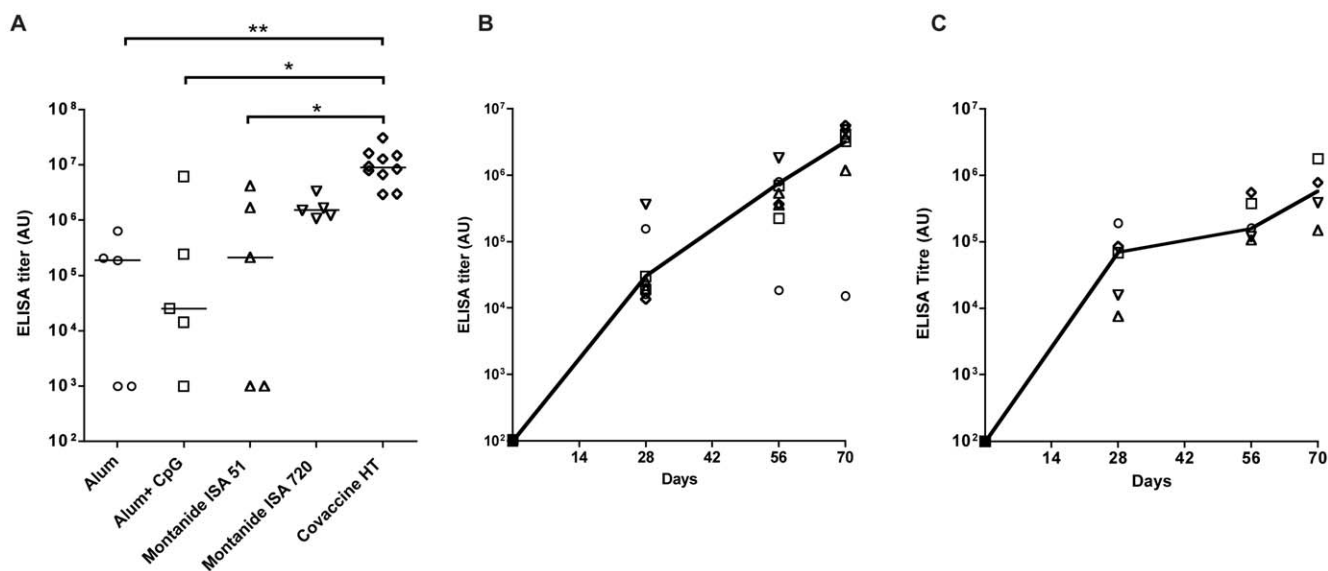 A
**
*
*
ELISA titer (AU)
10⁸
10⁷
10⁶
10⁵
10⁴
10³
10²
Alum
Alum+ CpG
Montanide ISA 51
Montanide ISA 720
Covaccine HT
B
ELISA titer (AU)
10⁷
10⁶
10⁵
10⁴
10³
10²
14 28 42 56 70
Days
C
ELISA Titre (AU)
10⁷
10⁶
10⁵
10⁴
10³
10²
14 28 42 56 70
Days